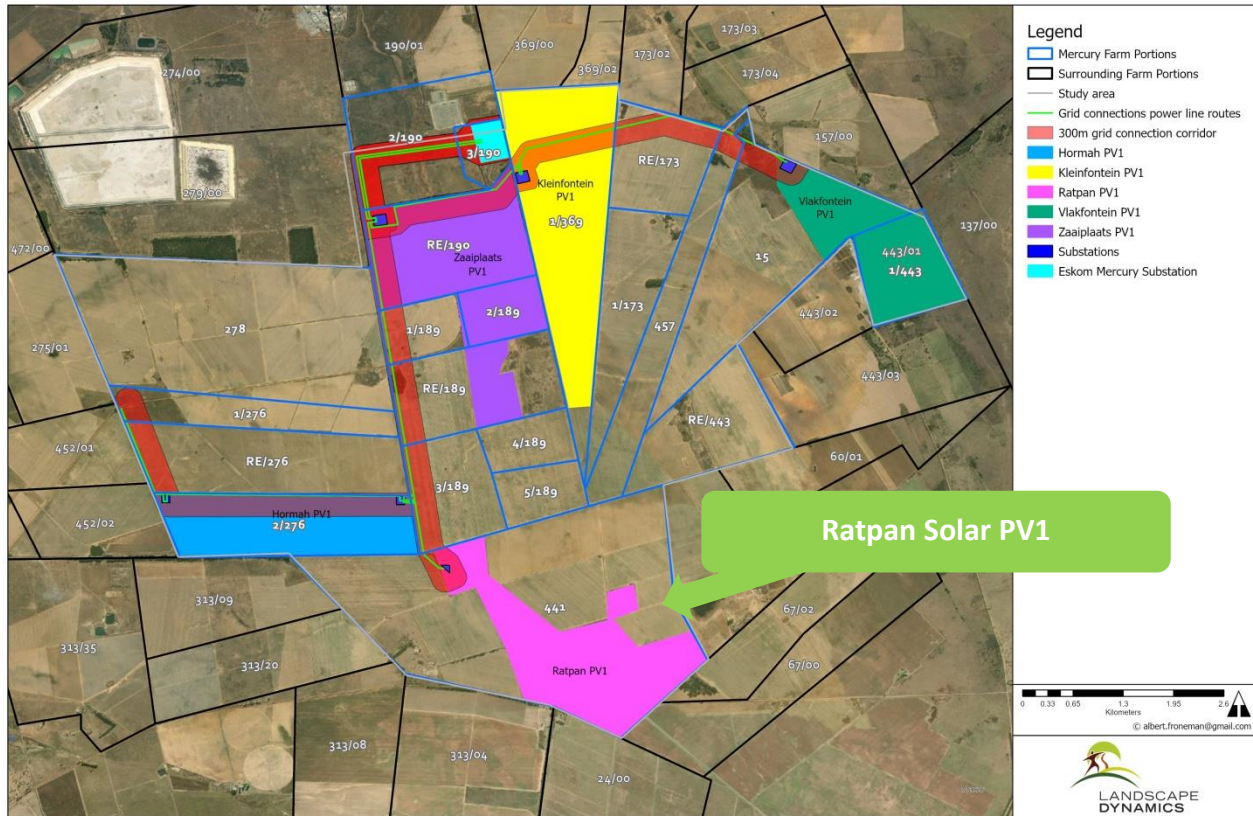 274/00
190/01
369/00
369/02
173/02
173/03
173/04
157/00
137/00
279/00
472/00
275/01
2/190
3/190
RE/190
Zaaiplaats
PV1
Kleinfontein
PV1
1/369
RE/173
Vlakfontein
PV1
443/01
1/443
15
443/02
443/03
1/173
457
278
1/189
2/189
RE/189
RE/443
1/276
RE/276
452/01
452/02
4/189
3/189
5/189
60/01
Hormah PV1
2/276
Ratpan Solar PV1
441
Ratpan PV1
67/02
67/00
313/09
313/35
313/20
313/08
313/04
24/00
Legend
Mercury Farm Portions
Surrounding Farm Portions
Study area
Grid connections power line routes
300m grid connection corridor
Hormah PV1
Kleinfontein PV1
Ratpan PV1
Vlakfontein PV1
Zaaiplaats PV1
Substations
Eskom Mercury Substation
0 0.33 0.65 1.3 1.95 2.6
Kilometers
© albert.froneman@gmail.com
LANDSCAPE
DYNAMICS